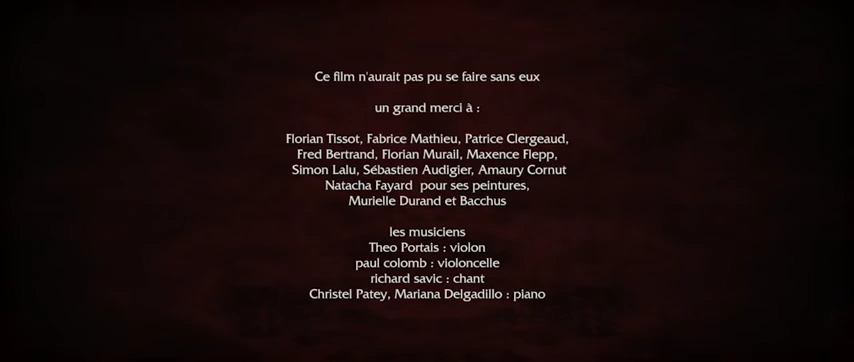 Ce film n'aurait pas pu se faire sans eux
un grand merci à :
Florian Tissot, Fabrice Mathieu, Patrice Clergeaud,
Fred Bertrand, Florian Murail, Maxence Flepp,
Simon Lalu, Sébastien Audigier, Amaury Cornut
Natacha Fayard  pour ses peintures,
Murielle Durand et Bacchus
les musiciens
Theo Portais : violon
paul colomb : violoncelle
richard savic : chant
Christel Patey, Mariana Delgadillo : piano